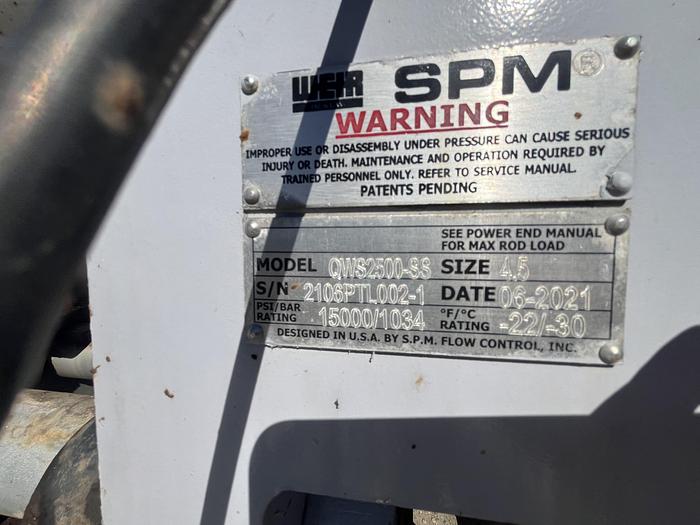 WEIR SPM®
WARNING
IMPROPER USE OR DISASSEMBLY UNDER PRESSURE CAN CAUSE SERIOUS
INJURY OR DEATH. MAINTENANCE AND OPERATION REQUIRED BY
TRAINED PERSONNEL ONLY. REFER TO SERVICE MANUAL.
PATENTS PENDING
SEE POWER END MANUAL
FOR MAX ROD LOAD
MODEL QWS2500-SS SIZE 4.5
S/N 2106PTL002-1 DATE 06-2021
PSI/BAR RATING 15000/1034 °F/°C RATING -22/-30
DESIGNED IN U.S.A. BY S.P.M. FLOW CONTROL, INC.